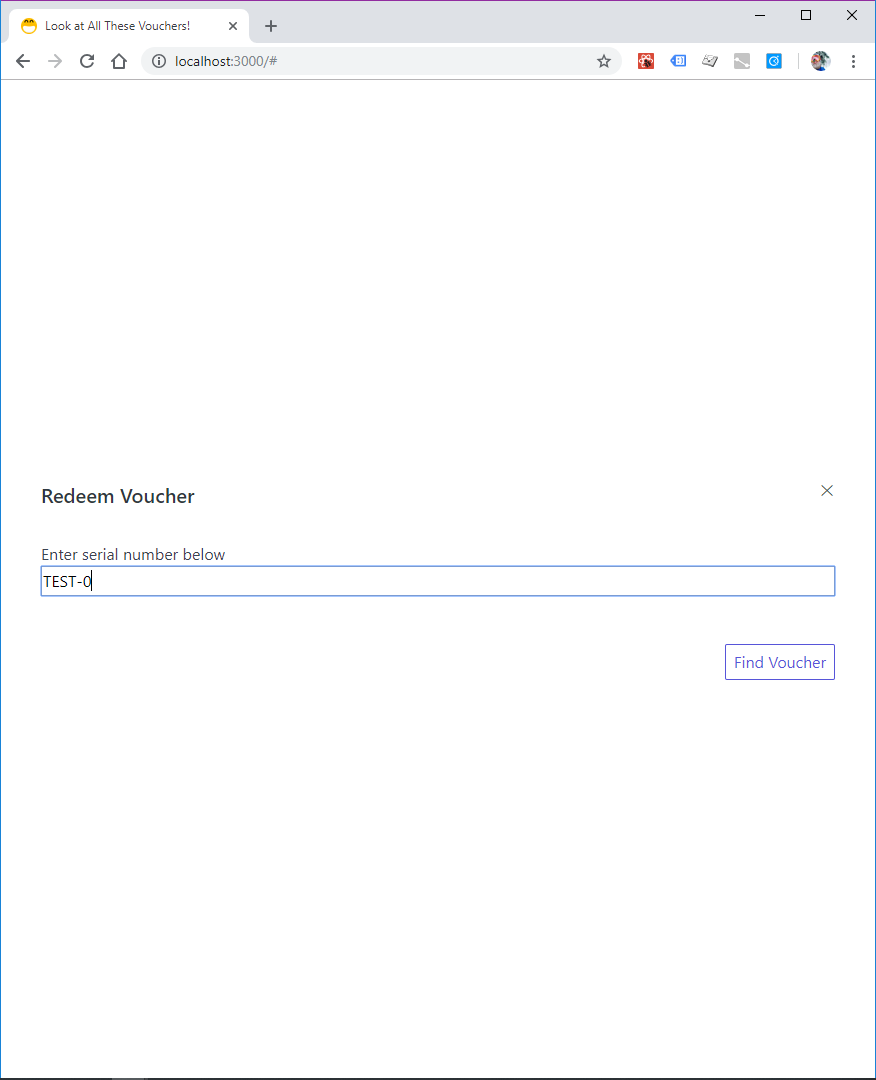 Look at All These Vouchers!
localhost:3000/#
Redeem Voucher
Enter serial number below
TEST-0
Find Voucher